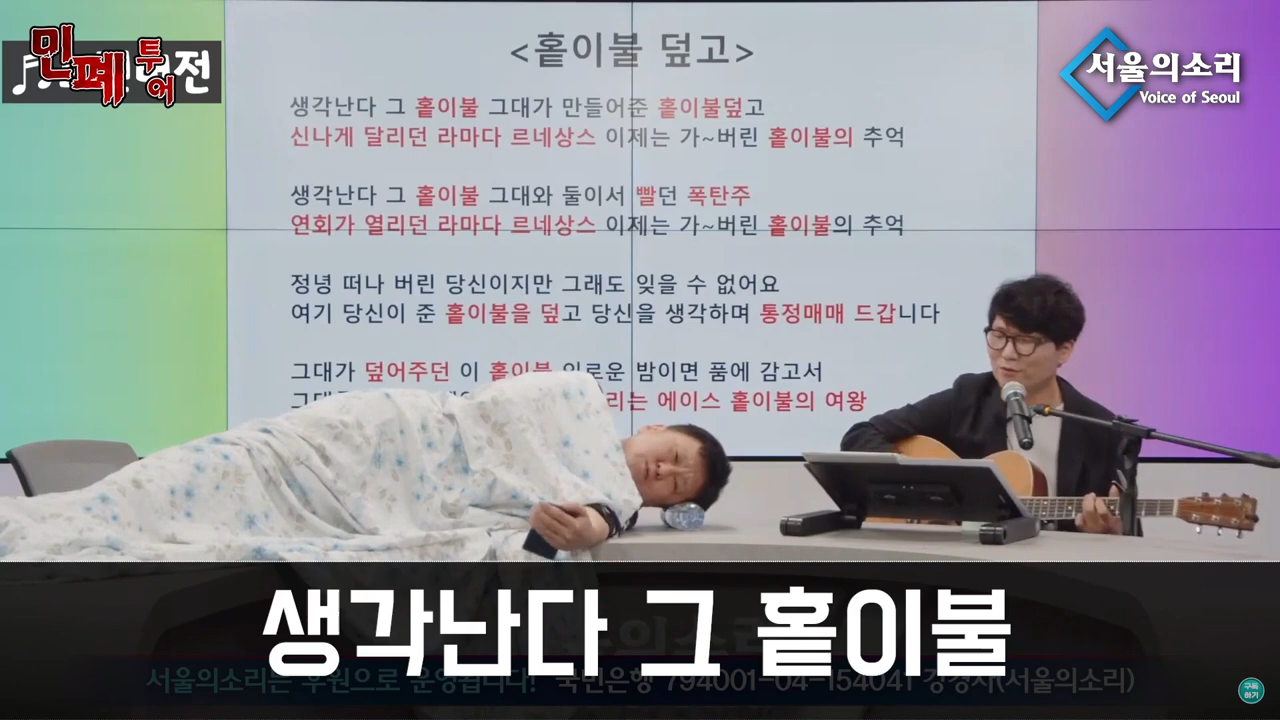 민폐
투어
전
<홑이불 덮고>
서울의소리
Voice of Seoul
생각난다 그 홑이불 그대가 만들어준 홑이불덮고
신나게 달리던 라마다 르네상스 이제는 가~버린 홑이불의 추억
생각난다 그 홑이불 그대와 둘이서 빨던 폭탄주
연회가 열리던 라마다 르네상스 이제는 가~버린 홑이불의 추억
정녕 떠나 버린 당신이지만 그래도 잊을 수 없어요
여기 당신이 준 홑이불을 덮고 당신을 생각하며 통정매매 드갑니다
그대가 덮어주던 이 홑이불 외로운 밤이면 품에 감고서
리는 에이스 홑이불의 여왕
생각난다 그 홑이불
서울의소리는 후원으로 운영됩니다! 국민은행 794001-04-154041 (서울의소리)
구독
하기